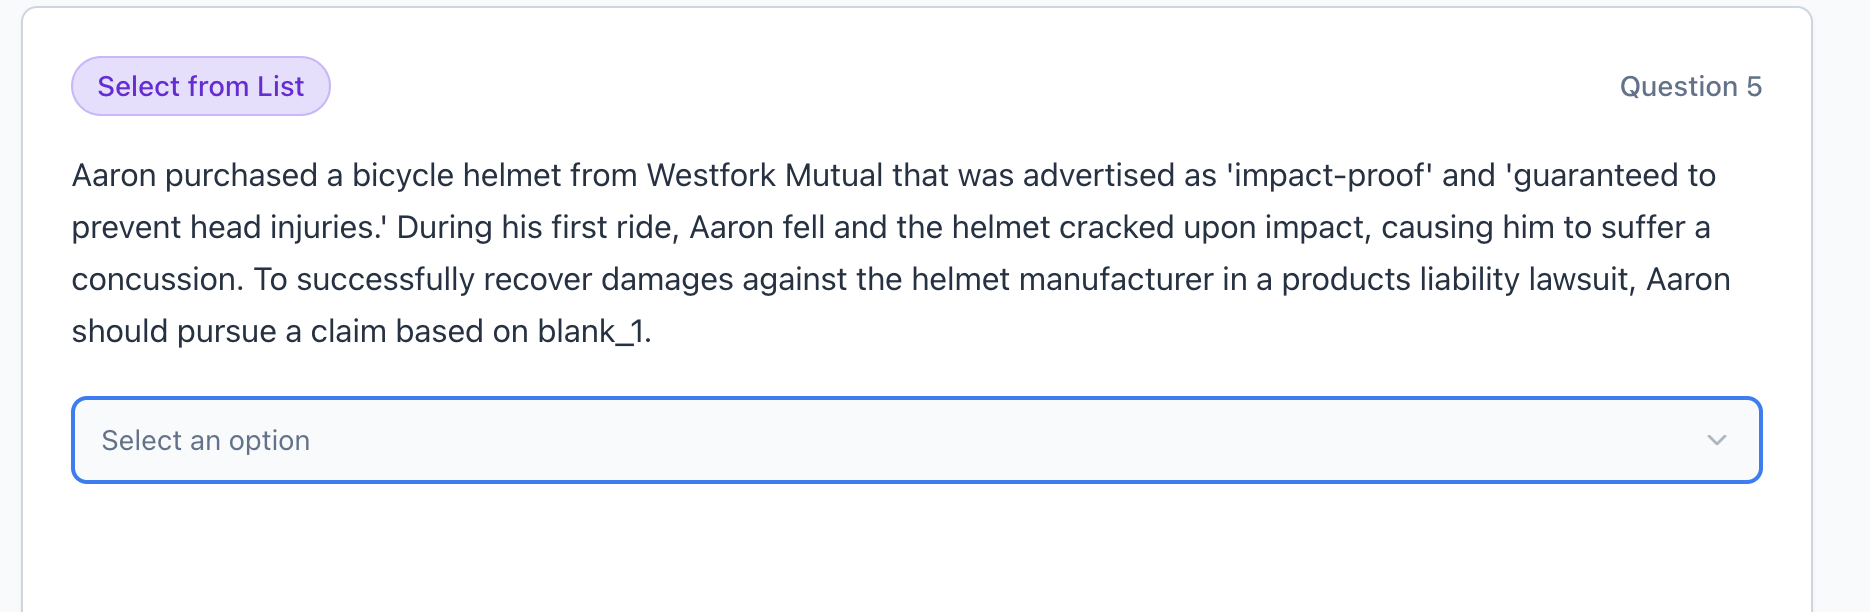 Select from List
Question 5
Aaron purchased a bicycle helmet from Westfork Mutual that was advertised as 'impact-proof' and 'guaranteed to
prevent head injuries.' During his first ride, Aaron fell and the helmet cracked upon impact, causing him to suffer a
concussion. To successfully recover damages against the helmet manufacturer in a products liability lawsuit, Aaron
should pursue a claim based on blank_1.
Select an option